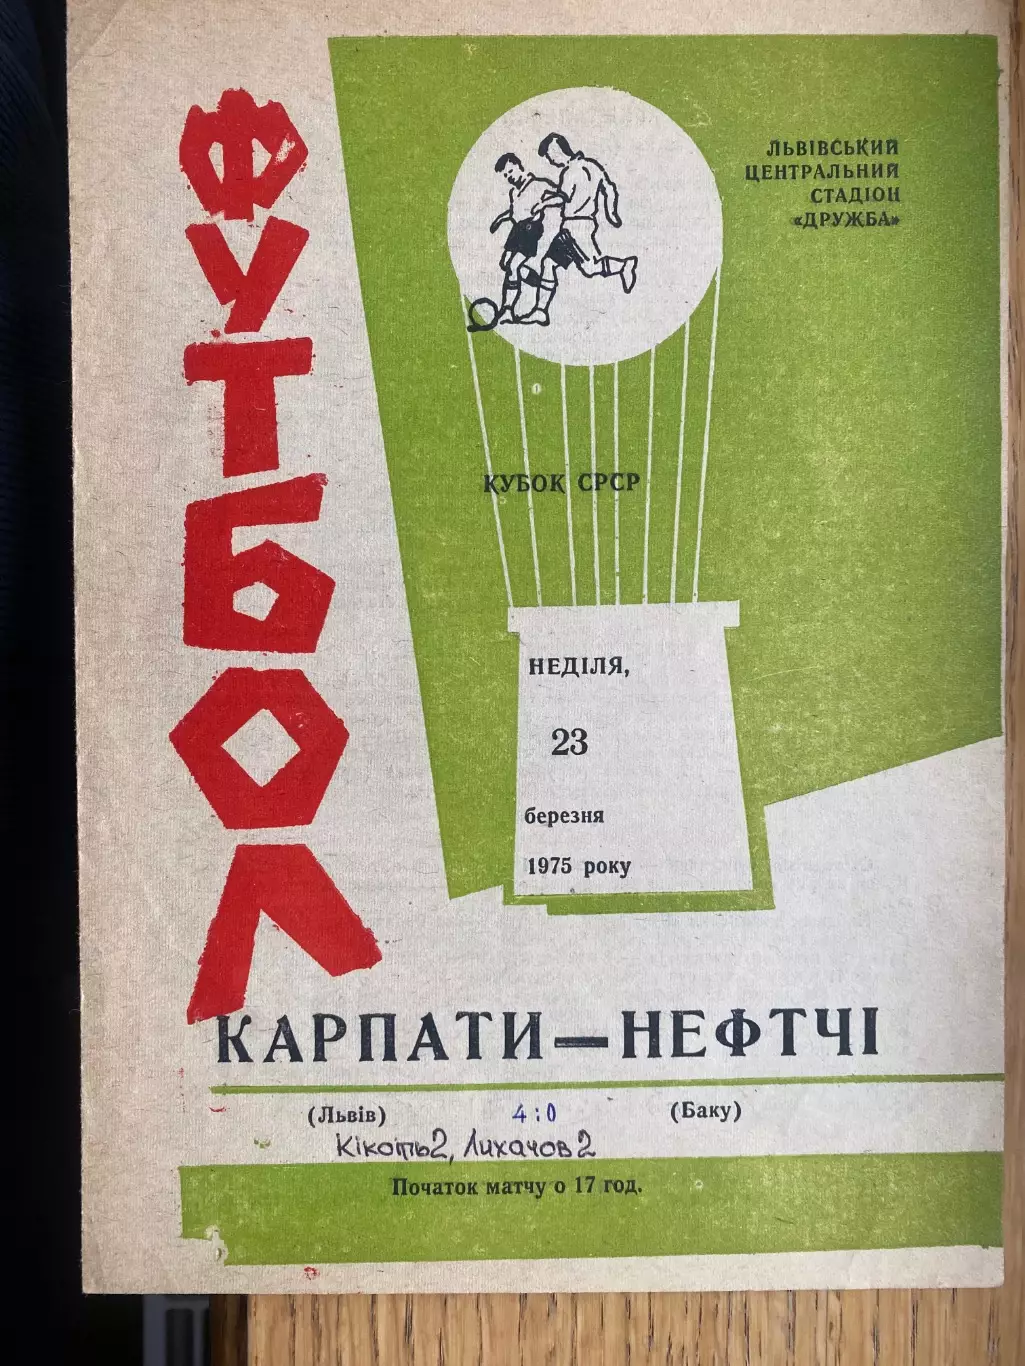 ФУТБОЛ
ЛЬВІВСЬКИЙ
ЦЕНТРАЛЬНИЙ
СТАДІОН
«ДРУЖБА»
КУБОК СРСР
НЕДІЛЯ,
23
березня
1975 року
КАРПАТИ—НЕФТЧІ
(Львів) 4:0 (Баку)
Кікоть2, Лихачов2
Початок матчу о 17 год.